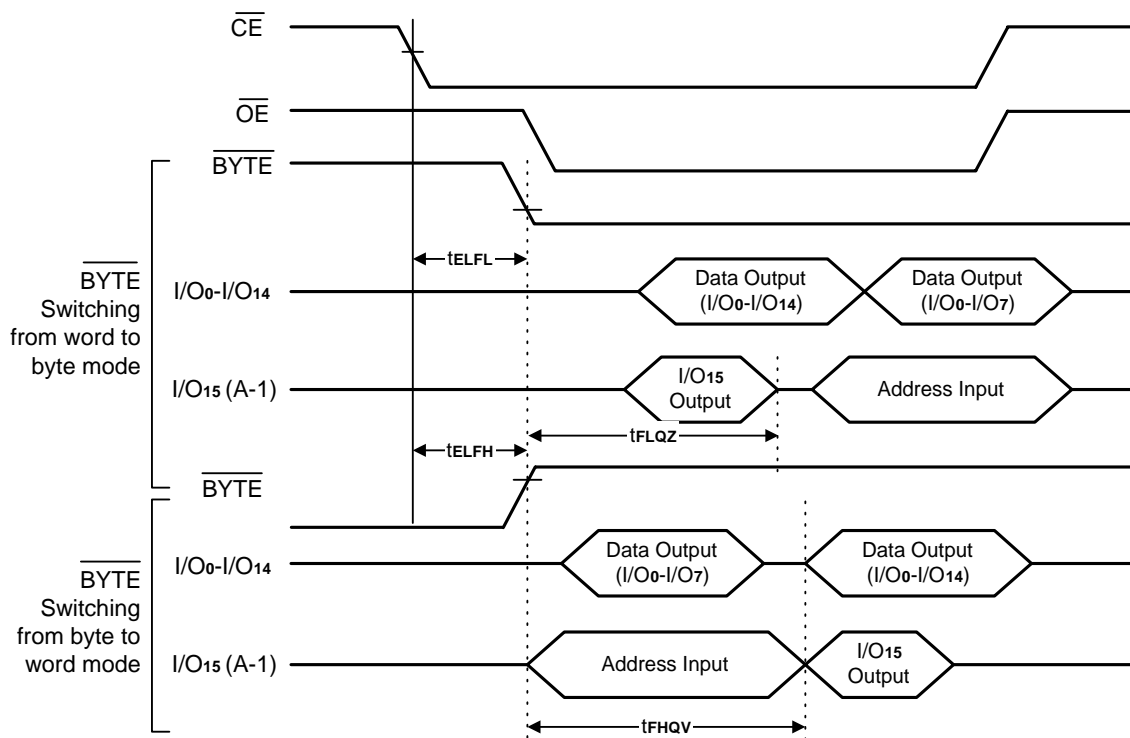 CE
OE
BYTE
tELFL
BYTE
Switching
from word to
byte mode
I/O0-I/O14
Data Output
(I/O0-I/O14)
Data Output
(I/O0-I/O7)
I/O15 (A-1)
I/O15
Output
Address Input
tELFH
tFLQZ
BYTE
BYTE
Switching
from byte to
word mode
I/O0-I/O14
Data Output
(I/O0-I/O7)
Data Output
(I/O0-I/O14)
I/O15 (A-1)
Address Input
I/O15
Output
tFHQV